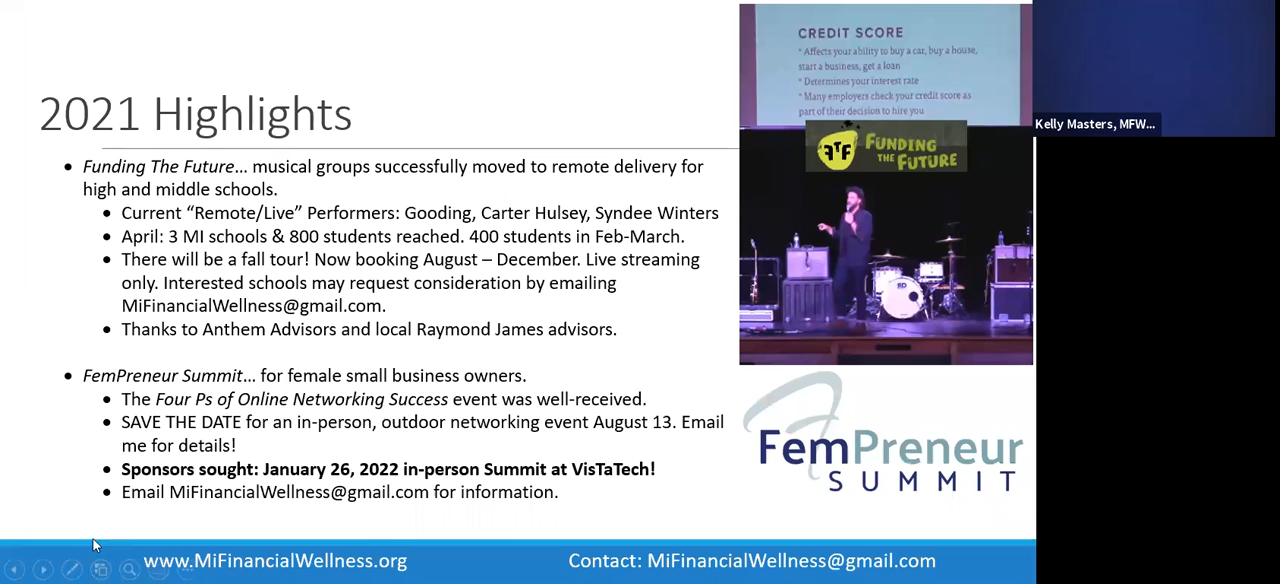 2021 Highlights
Funding The Future… musical groups successfully moved to remote delivery for
high and middle schools.
Current “Remote/Live” Performers: Gooding, Carter Hulsey, Syndee Winters
April: 3 MI schools & 800 students reached. 400 students in Feb-March.
There will be a fall tour! Now booking August – December. Live streaming
only. Interested schools may request consideration by emailing
MiFinancialWellness@gmail.com.
Thanks to Anthem Advisors and local Raymond James advisors.
FemPreneur Summit… for female small business owners.
The Four Ps of Online Networking Success event was well-received.
SAVE THE DATE for an in-person, outdoor networking event August 13. Email
me for details!
Sponsors sought: January 26, 2022 in-person Summit at VisTaTech!
Email MiFinancialWellness@gmail.com for information.
CREDIT SCORE
* Affects your ability to buy a car, buy a house,
start a business, get a loan
* Determines your interest rate
* Many employers check your credit score as
part of their decision to hire you
FTF
FUNDING
THE FUTURE
FemPreneur
SUMMIT
Kelly Masters, MFW...
www.MiFinancialWellness.org
Contact: MiFinancialWellness@gmail.com